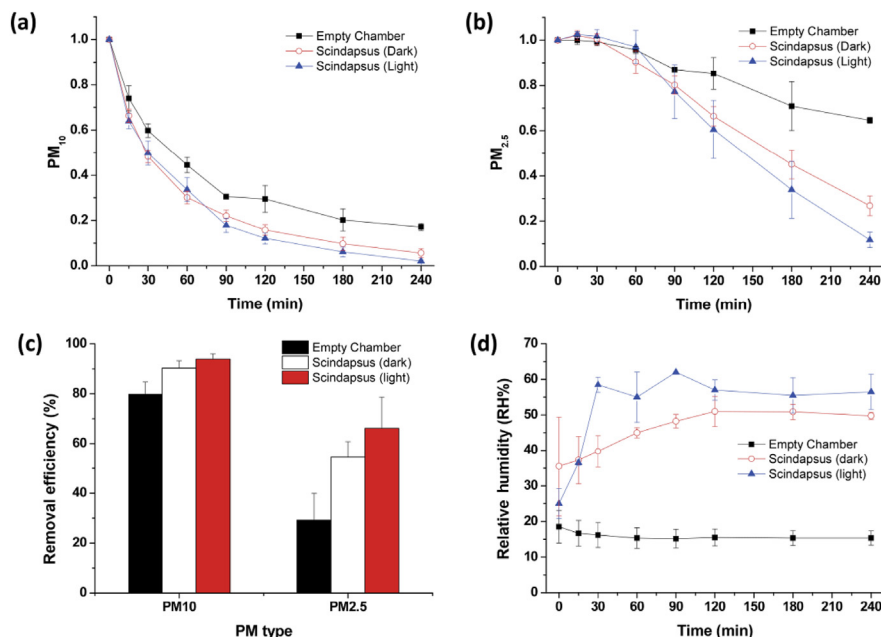 (a)
Empty Chamber
Scindapsus (Dark)
Scindapsus (Light)
PM10
1.0
0.8
0.6
0.4
0.2
0.0
0 30 60 90 120 150 180 210 240
Time (min)
(b)
Empty Chamber
Scindapsus (Dark)
Scindapsus (Light)
PM2.5
1.0
0.8
0.6
0.4
0.2
0.0
0 30 60 90 120 150 180 210 240
Time (min)
(c)
Empty Chamber
Scindapsus (dark)
Scindapsus (light)
Removal efficiency (%)
100
80
60
40
20
0
PM10 PM2.5
PM type
(d)
Empty Chamber
Scindapsus (dark)
Scindapsus (light)
Relative humidity (RH%)
70
60
50
40
30
20
10
0
0 30 60 90 120 150 180 210 240
Time (min)